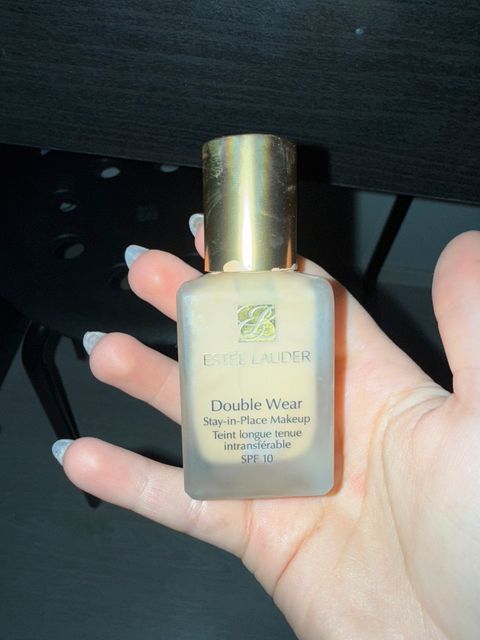 ESTĒE LAUDER
Double Wear
Stay-in-Place Makeup
Teint longue tenue
intransférable
SPF 10